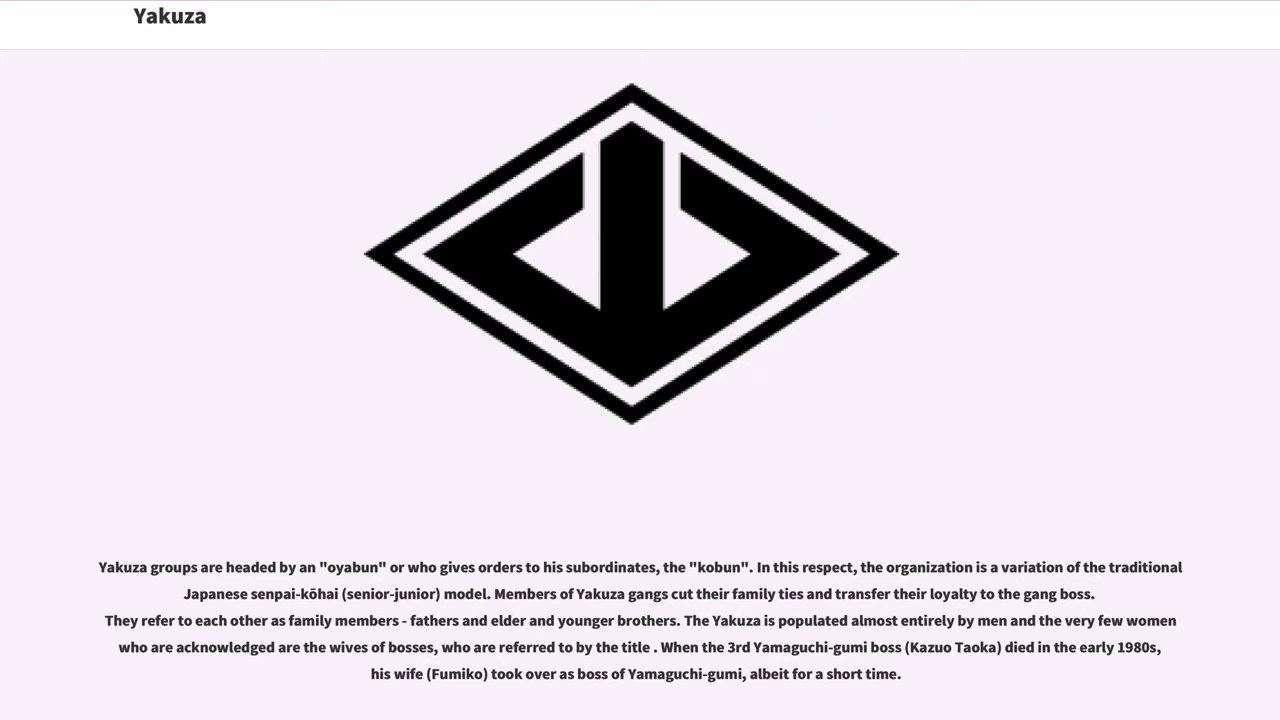 Yakuza
Yakuza groups are headed by an "oyabun" or who gives orders to his subordinates, the "kobun". In this respect, the organization is a variation of the traditional
Japanese senpai-kōhai (senior-junior) model. Members of Yakuza gangs cut their family ties and transfer their loyalty to the gang boss.
They refer to each other as family members - fathers and elder and younger brothers. The Yakuza is populated almost entirely by men and the very few women
who are acknowledged are the wives of bosses, who are referred to by the title . When the 3rd Yamaguchi-gumi boss (Kazuo Taoka) died in the early 1980s,
his wife (Fumiko) took over as boss of Yamaguchi-gumi, albeit for a short time.